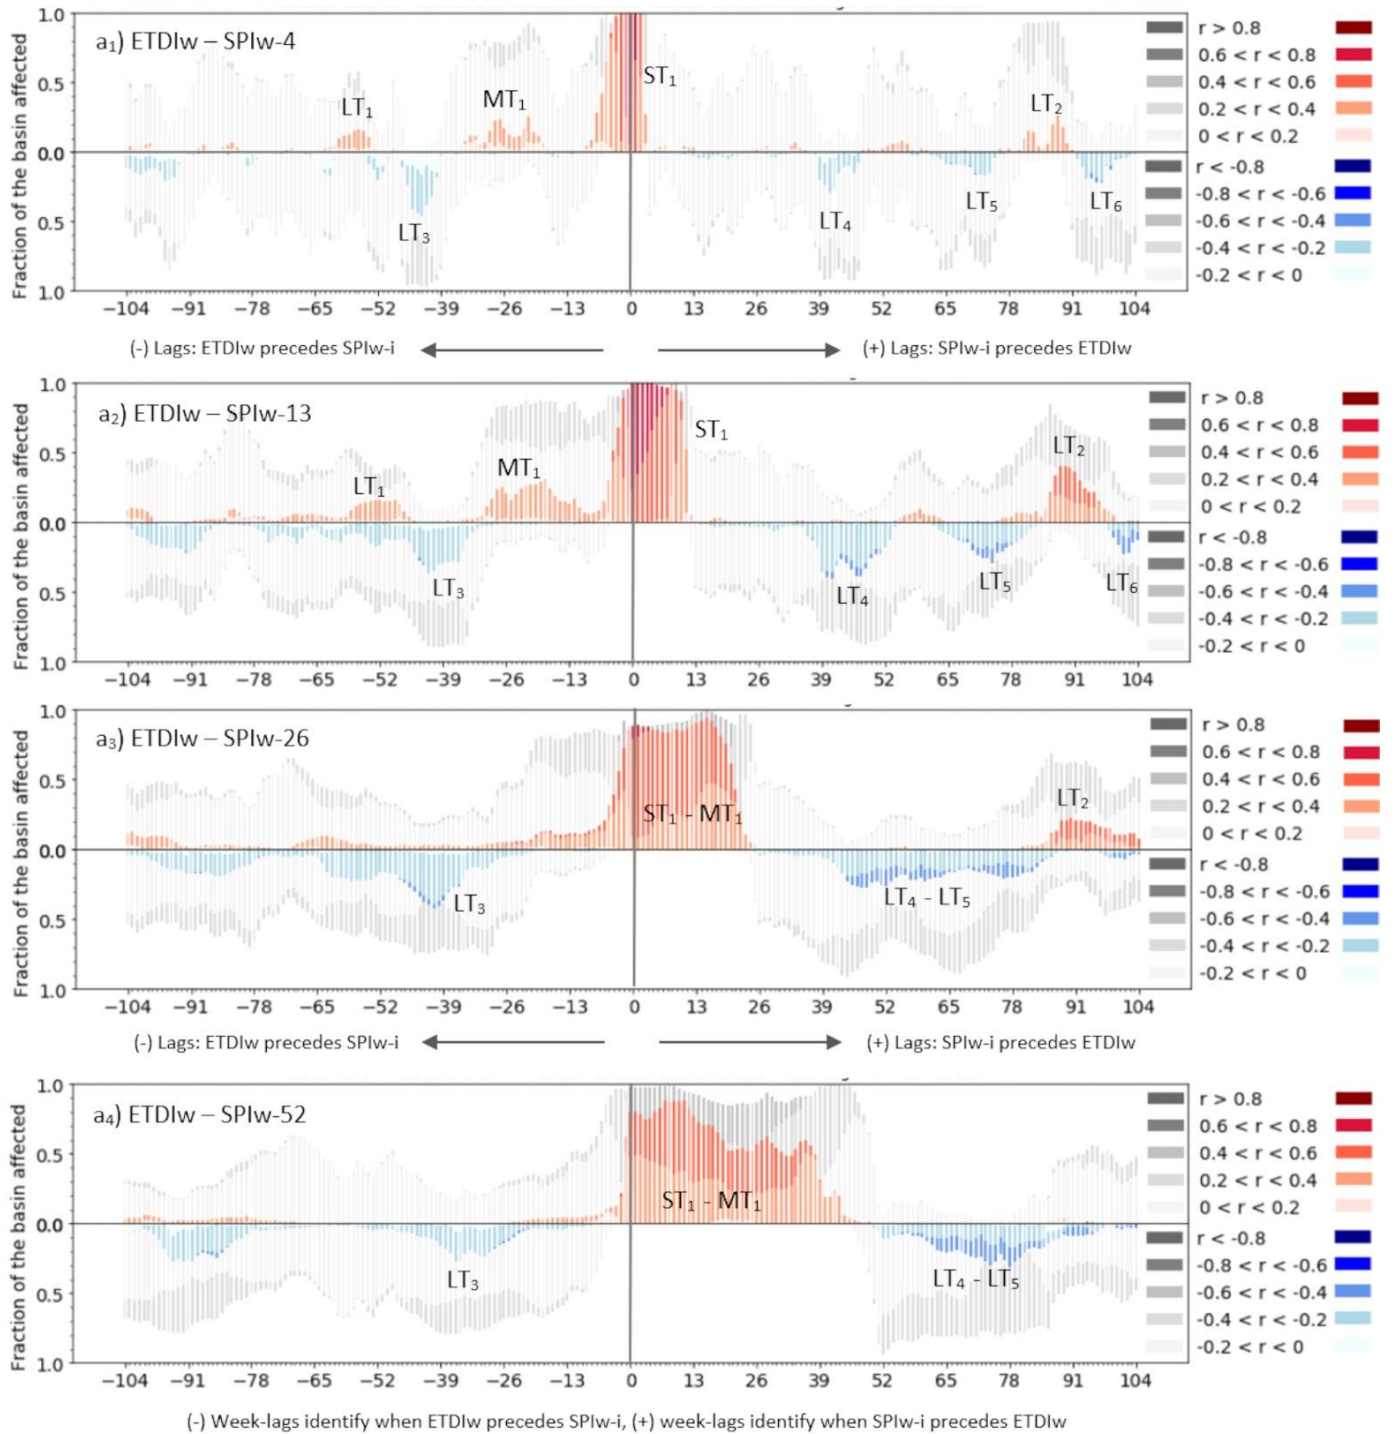 a₁) ETDIw – SPIw-4
Fraction of the basin affected
1.0
0.5
0.0
0.5
1.0
LT₁
MT₁
ST₁
LT₂
LT₃
LT₄
LT₅
LT₆
r > 0.8
0.6 < r < 0.8
0.4 < r < 0.6
0.2 < r < 0.4
0 < r < 0.2
r < -0.8
-0.8 < r < -0.6
-0.6 < r < -0.4
-0.4 < r < -0.2
-0.2 < r < 0
−104 −91 −78 −65 −52 −39 −26 −13 0 13 26 39 52 65 78 91 104
(-) Lags: ETDIw precedes SPIw-i
(+) Lags: SPIw-i precedes ETDIw
a₂) ETDIw – SPIw-13
Fraction of the basin affected
1.0
0.5
0.0
0.5
1.0
LT₁
MT₁
ST₁
LT₂
LT₃
LT₄
LT₅
LT₆
r > 0.8
0.6 < r < 0.8
0.4 < r < 0.6
0.2 < r < 0.4
0 < r < 0.2
r < -0.8
-0.8 < r < -0.6
-0.6 < r < -0.4
-0.4 < r < -0.2
-0.2 < r < 0
−104 −91 −78 −65 −52 −39 −26 −13 0 13 26 39 52 65 78 91 104
a₃) ETDIw – SPIw-26
Fraction of the basin affected
1.0
0.5
0.0
0.5
1.0
ST₁ - MT₁
LT₂
LT₃
LT₄ - LT₅
r > 0.8
0.6 < r < 0.8
0.4 < r < 0.6
0.2 < r < 0.4
0 < r < 0.2
r < -0.8
-0.8 < r < -0.6
-0.6 < r < -0.4
-0.4 < r < -0.2
-0.2 < r < 0
−104 −91 −78 −65 −52 −39 −26 −13 0 13 26 39 52 65 78 91 104
(-) Lags: ETDIw precedes SPIw-i
(+) Lags: SPIw-i precedes ETDIw
a₄) ETDIw – SPIw-52
Fraction of the basin affected
1.0
0.5
0.0
0.5
1.0
ST₁ - MT₁
LT₃
LT₄ - LT₅
r > 0.8
0.6 < r < 0.8
0.4 < r < 0.6
0.2 < r < 0.4
0 < r < 0.2
r < -0.8
-0.8 < r < -0.6
-0.6 < r < -0.4
-0.4 < r < -0.2
-0.2 < r < 0
−104 −91 −78 −65 −52 −39 −26 −13 0 13 26 39 52 65 78 91 104
(-) Week-lags identify when ETDIw precedes SPIw-i, (+) week-lags identify when SPIw-i precedes ETDIw